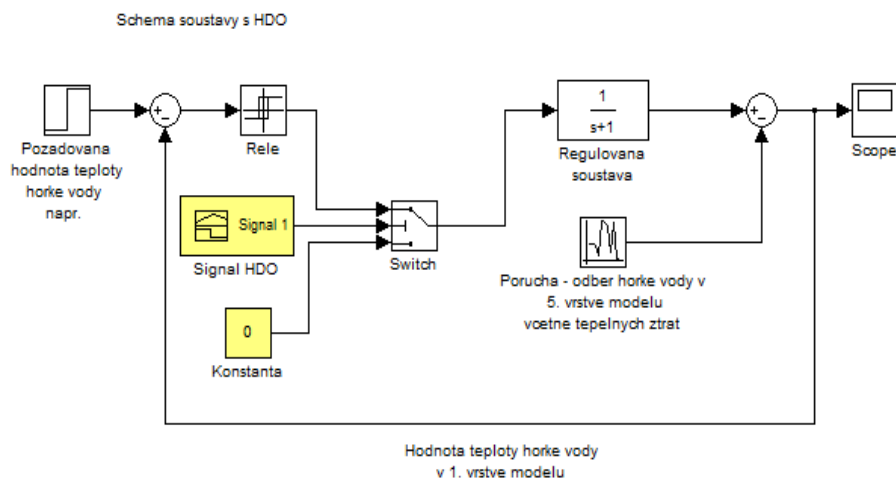 Schema soustavy s HDO
Pozadovana
hodnota teploty
horke vody
napr.
Rele
Signal 1
Signal HDO
0
Konstanta
Switch
1
s+1
Regulovana
soustava
Porucha - odber horke vody v
5. vrstve modelu
vcetne tepelnych ztrat
Scope
Hodnota teploty horke vody
v 1. vrstve modelu